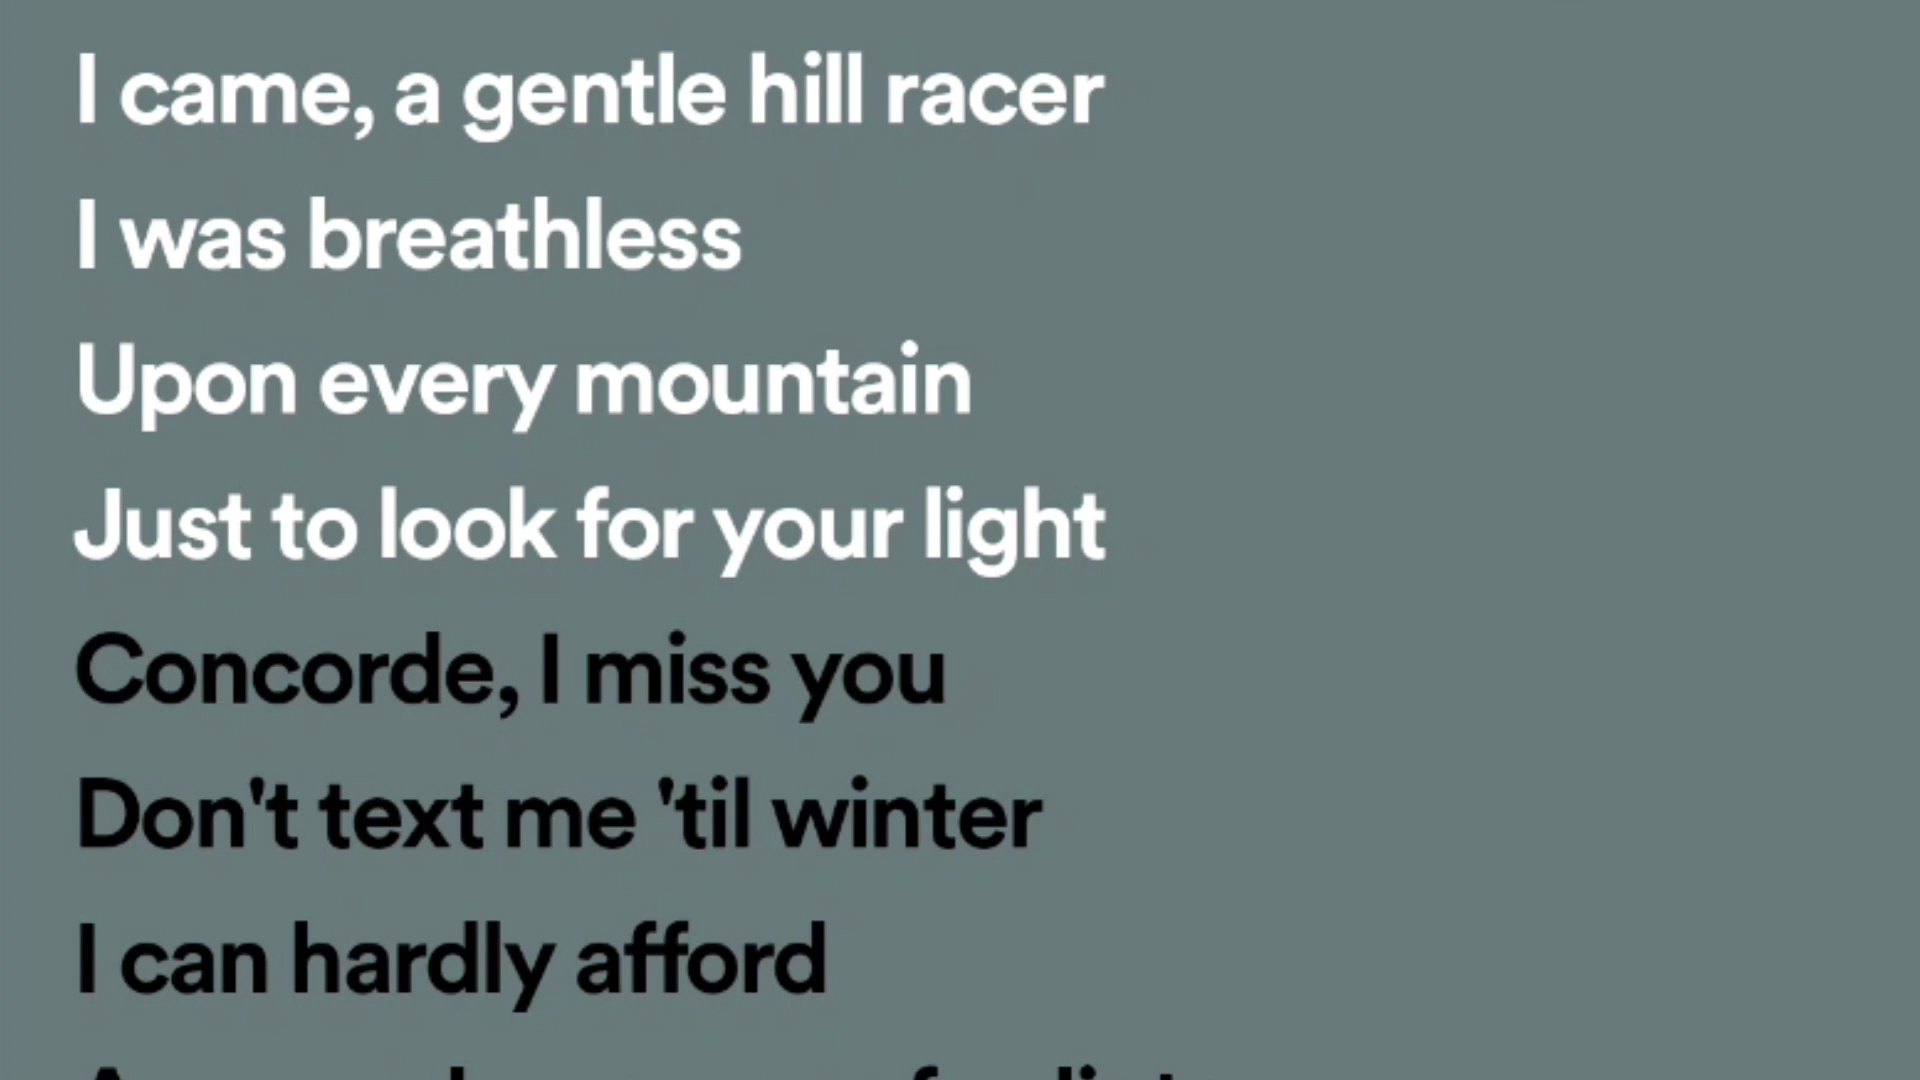 I came, a gentle hill racer
I was breathless
Upon every mountain
Just to look for your light
Concorde, I miss you
Don't text me 'til winter
I can hardly afford